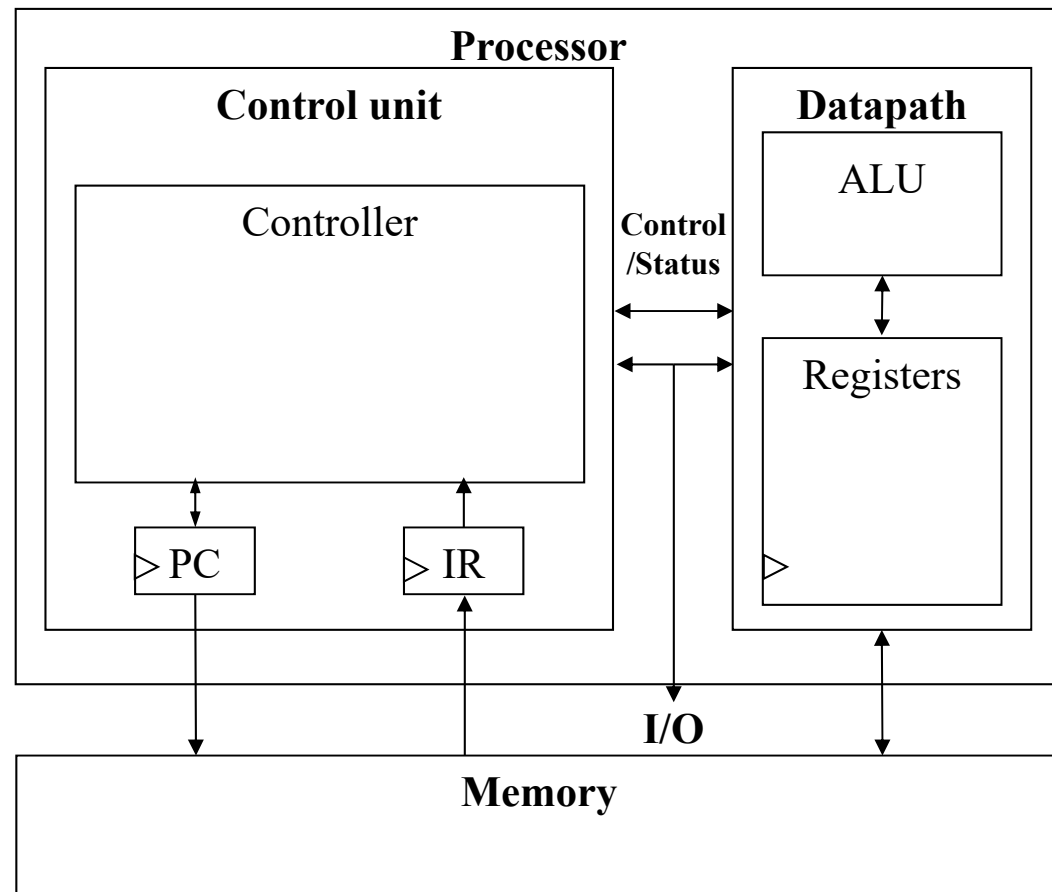 Processor
Control unit
Datapath
ALU
Controller
Control
/Status
Registers
PC
IR
I/O
Memory